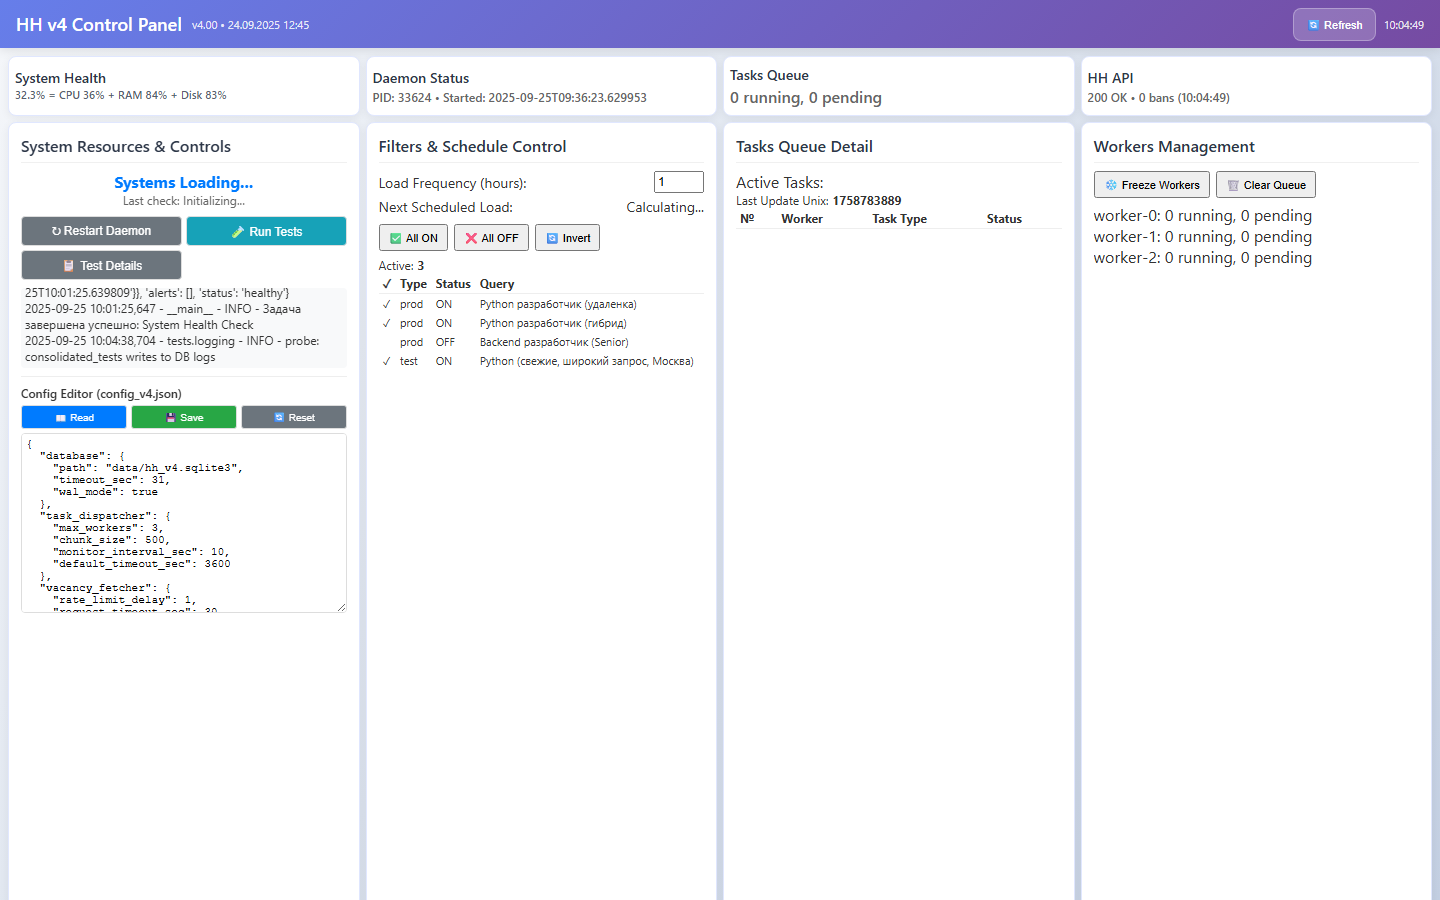 HH v4 Control Panel v4.00 • 24.09.2025 12:45
Refresh 10:04:49
System Health
32.3% = CPU 36% + RAM 84% + Disk 83%
Daemon Status
PID: 33624 • Started: 2025-09-25T09:36:23.629953
Tasks Queue
0 running, 0 pending
HH API
200 OK • 0 bans (10:04:49)
System Resources & Controls
Systems Loading...
Last check: Initializing...
↻ Restart Daemon
Run Tests
Test Details
25T10:01:25.639809'}}, 'alerts': [], 'status': 'healthy'}
2025-09-25 10:01:25,647 - __main__ - INFO - Задача
завершена успешно: System Health Check
2025-09-25 10:04:38,704 - tests.logging - INFO - probe:
consolidated_tests writes to DB logs
Config Editor (config_v4.json)
Read
Save
Reset
{
"database": {
"path": "data/hh_v4.sqlite3",
"timeout_sec": 31,
"wal_mode": true
},
"task_dispatcher": {
"max_workers": 3,
"chunk_size": 500,
"monitor_interval_sec": 10,
"default_timeout_sec": 3600
},
"vacancy_fetcher": {
"rate_limit_delay": 1,
"request_timeout_sec": 30
Filters & Schedule Control
Load Frequency (hours): 1
Next Scheduled Load: Calculating...
All ON
All OFF
Invert
Active: 3
✓ Type Status Query
✓ prod ON Python разработчик (удаленка)
✓ prod ON Python разработчик (гибрид)
prod OFF Backend разработчик (Senior)
✓ test ON Python (свежие, широкий запрос, Москва)
Tasks Queue Detail
Active Tasks:
Last Update Unix: 1758783889
№ Worker Task Type Status
Workers Management
Freeze Workers
Clear Queue
worker-0: 0 running, 0 pending
worker-1: 0 running, 0 pending
worker-2: 0 running, 0 pending